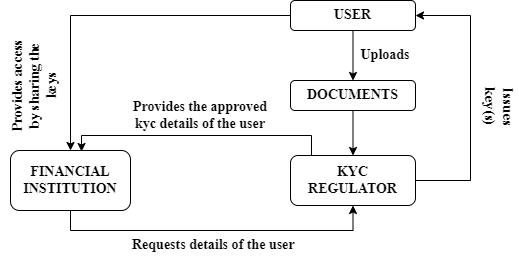 USER
Provides access
by sharing the
keys
Uploads
Issues
key(s)
DOCUMENTS
Provides the approved
kyc details of the user
FINANCIAL
INSTITUTION
KYC
REGULATOR
Requests details of the user